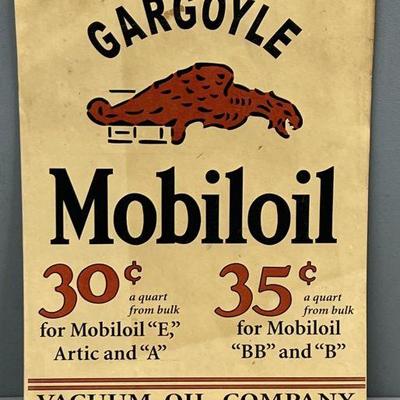 GARGOYLE
Mobiloil
30¢ a quart from bulk
for Mobiloil "E,"
Artic and "A"
35¢ a quart from bulk
for Mobiloil
"BB" and "B"
VACUUM OIL COMPANY